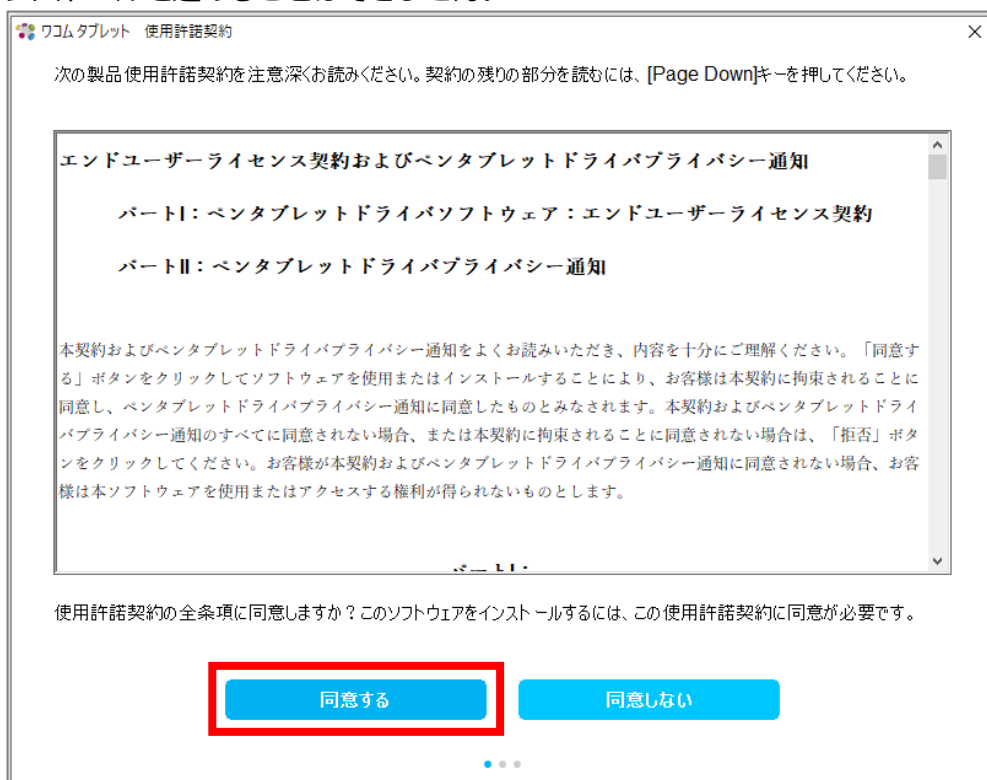 ワコム タブレット 使用許諾契約
次の製品使用許諾契約を注意深くお読みください。契約の残りの部分を読むには、[Page Down]キーを押してください。
エンドユーザーライセンス契約およびペンタブレットドライバプライバシー通知
パートI：ペンタブレットドライバソフトウェア：エンドユーザーライセンス契約
パートII：ペンタブレットドライバプライバシー通知
本契約およびペンタブレットドライバプライバシー通知をよくお読みいただき、内容を十分にご理解ください。「同意す
る」ボタンをクリックしてソフトウェアを使用またはインストールすることにより、お客様は本契約に拘束されることに
同意し、ペンタブレットドライバプライバシー通知に同意したものとみなされます。本契約およびペンタブレットドライ
バプライバシー通知のすべてに同意されない場合、または本契約に拘束されることに同意されない場合は、「拒否」ボタ
ンをクリックしてください。お客様が本契約およびペンタブレットドライバプライバシー通知に同意されない場合、お客
様は本ソフトウェアを使用またはアクセスする権利が得られないものとします。
使用許諾契約の全条項に同意しますか？このソフトウェアをインストールするには、この使用許諾契約に同意が必要です。
同意する
同意しない